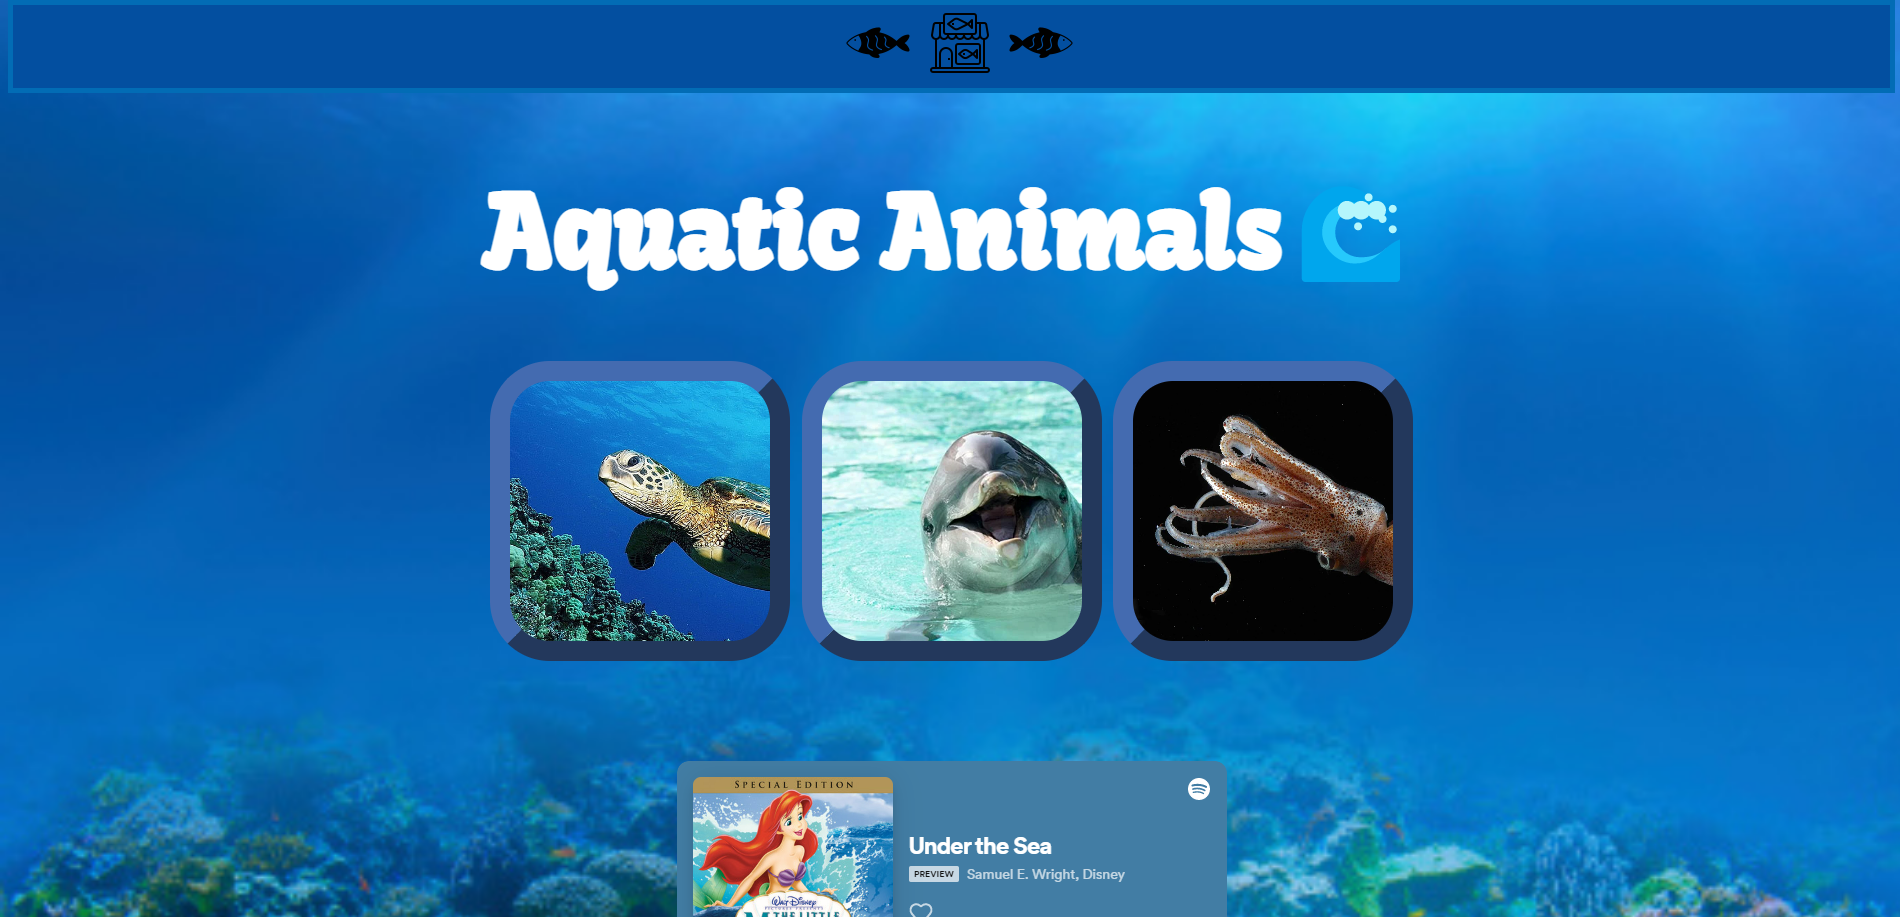 Aquatic Animals
SPECIAL EDITION
Under the Sea
PREVIEW Samuel E. Wright, Disney
WALT DISNEY
THE LITTLE